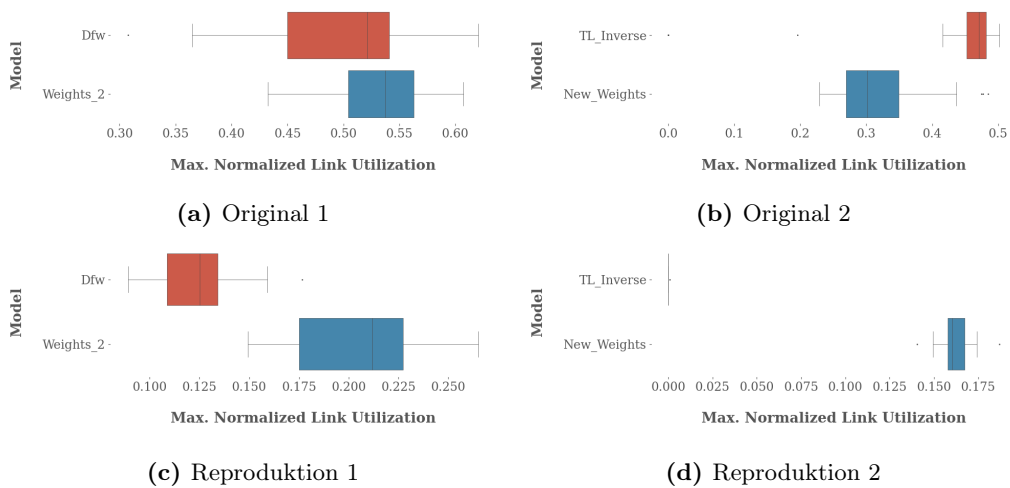 Model
Dfw
Weights_2
0.30 0.35 0.40 0.45 0.50 0.55 0.60
Max. Normalized Link Utilization
(a) Original 1
Model
TL_Inverse
New_Weights
0.0 0.1 0.2 0.3 0.4 0.5
Max. Normalized Link Utilization
(b) Original 2
Model
Dfw
Weights_2
0.100 0.125 0.150 0.175 0.200 0.225 0.250
Max. Normalized Link Utilization
(c) Reproduktion 1
Model
TL_Inverse
New_Weights
0.000 0.025 0.050 0.075 0.100 0.125 0.150 0.175
Max. Normalized Link Utilization
(d) Reproduktion 2